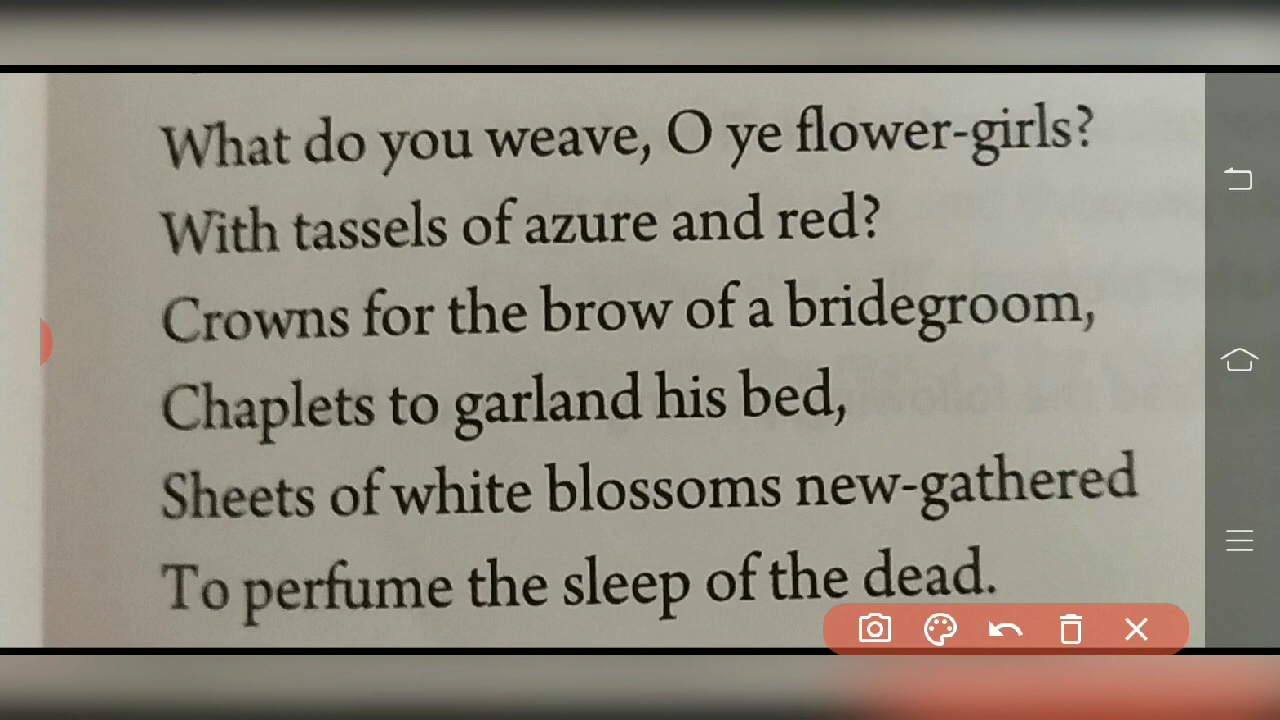 What do you weave, O ye flower-girls?
With tassels of azure and red?
Crowns for the brow of a bridegroom,
Chaplets to garland his bed,
Sheets of white blossoms new-gathered
To perfume the sleep of the dead.